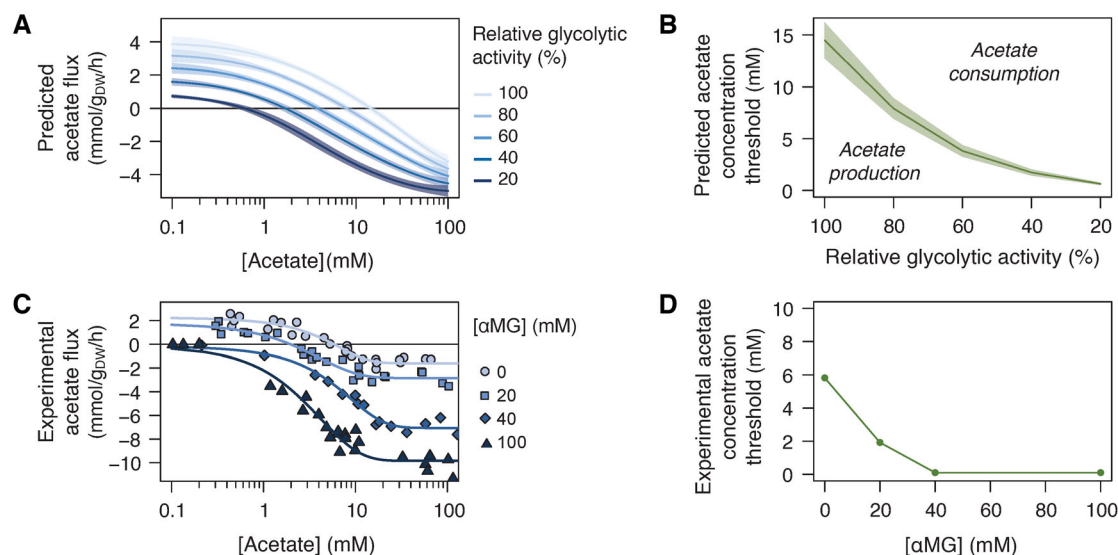 A
Predicted
acetate flux
(mmol/gDW/h)
4
2
0
−2
−4
0.1
1
10
100
[Acetate] (mM)
Relative glycolytic
activity (%)
100
80
60
40
20
B
Predicted acetate
concentration
threshold (mM)
15
10
5
0
Acetate
consumption
Acetate
production
100
80
60
40
20
Relative glycolytic activity (%)
C
Experimental
acetate flux
(mmol/gDW/h)
2
0
−2
−4
−6
−8
−10
0.1
1
10
100
[Acetate] (mM)
[αMG] (mM)
0
20
40
100
D
Experimental acetate
concentration
threshold (mM)
10
8
6
4
2
0
0
20
40
60
80
100
[αMG] (mM)